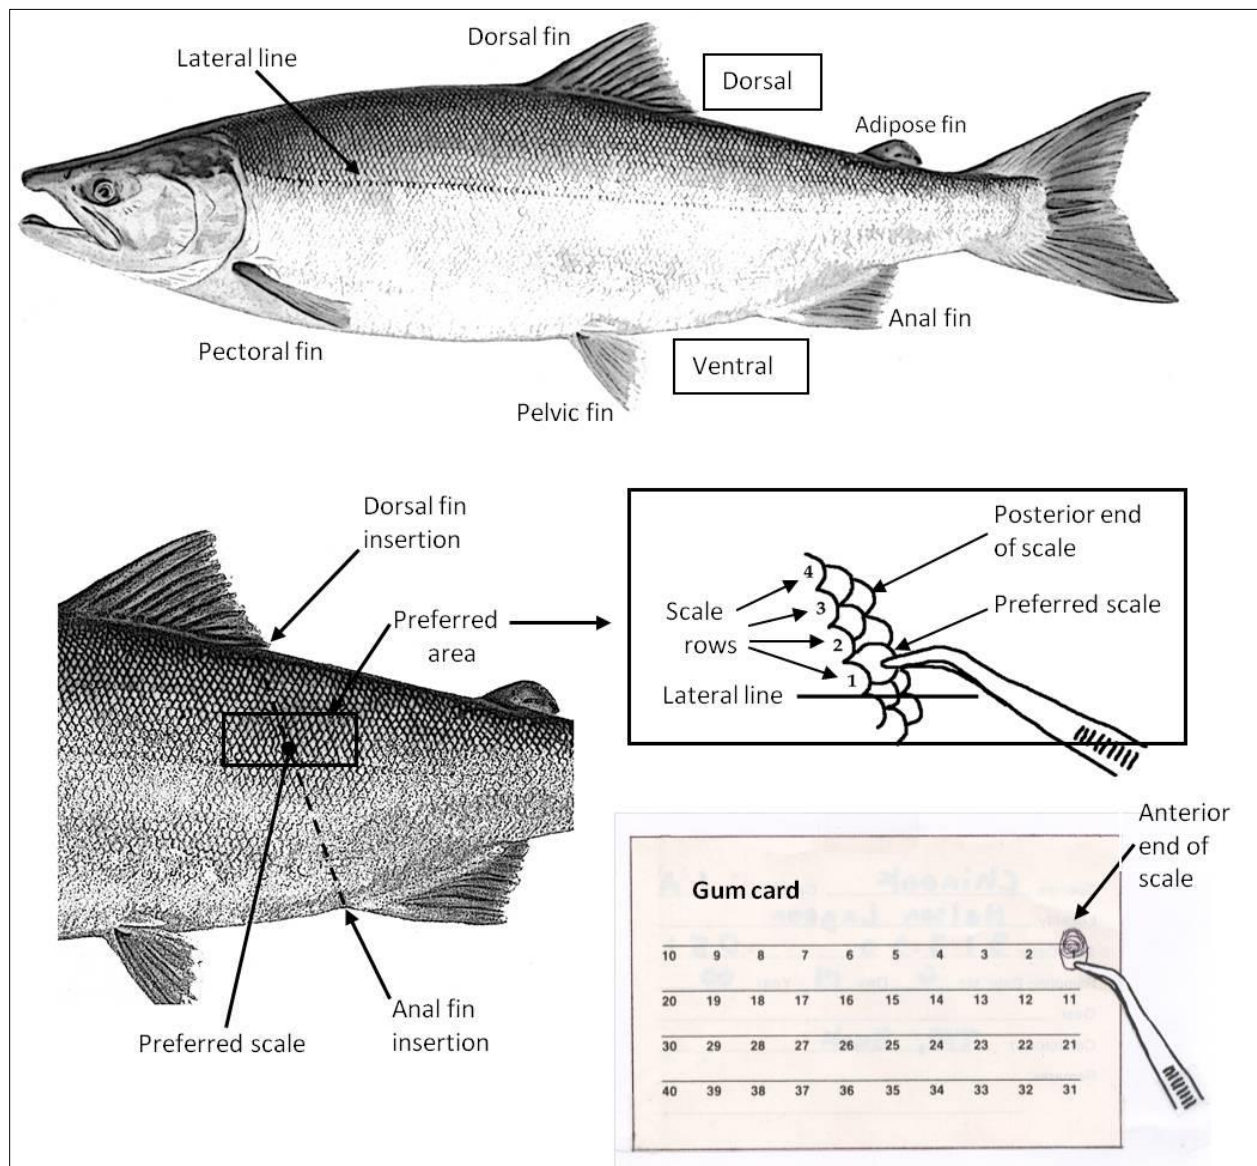 Dorsal fin
Lateral line
Dorsal
Adipose fin
Anal fin
Pectoral fin
Ventral
Pelvic fin
Dorsal fin
insertion
Preferred
area
Posterior end
of scale
Preferred scale
Scale
rows
4
3
2
1
Lateral line
Anterior
end of
scale
Gum card
Chinook
Nelson Lagoon
10 9 8 7 6 5 4 3 2
20 19 18 17 16 15 14 13 12 11
30 29 28 27 26 25 24 23 22 21
40 39 38 37 36 35 34 33 32 31
Anal fin
insertion
Preferred scale